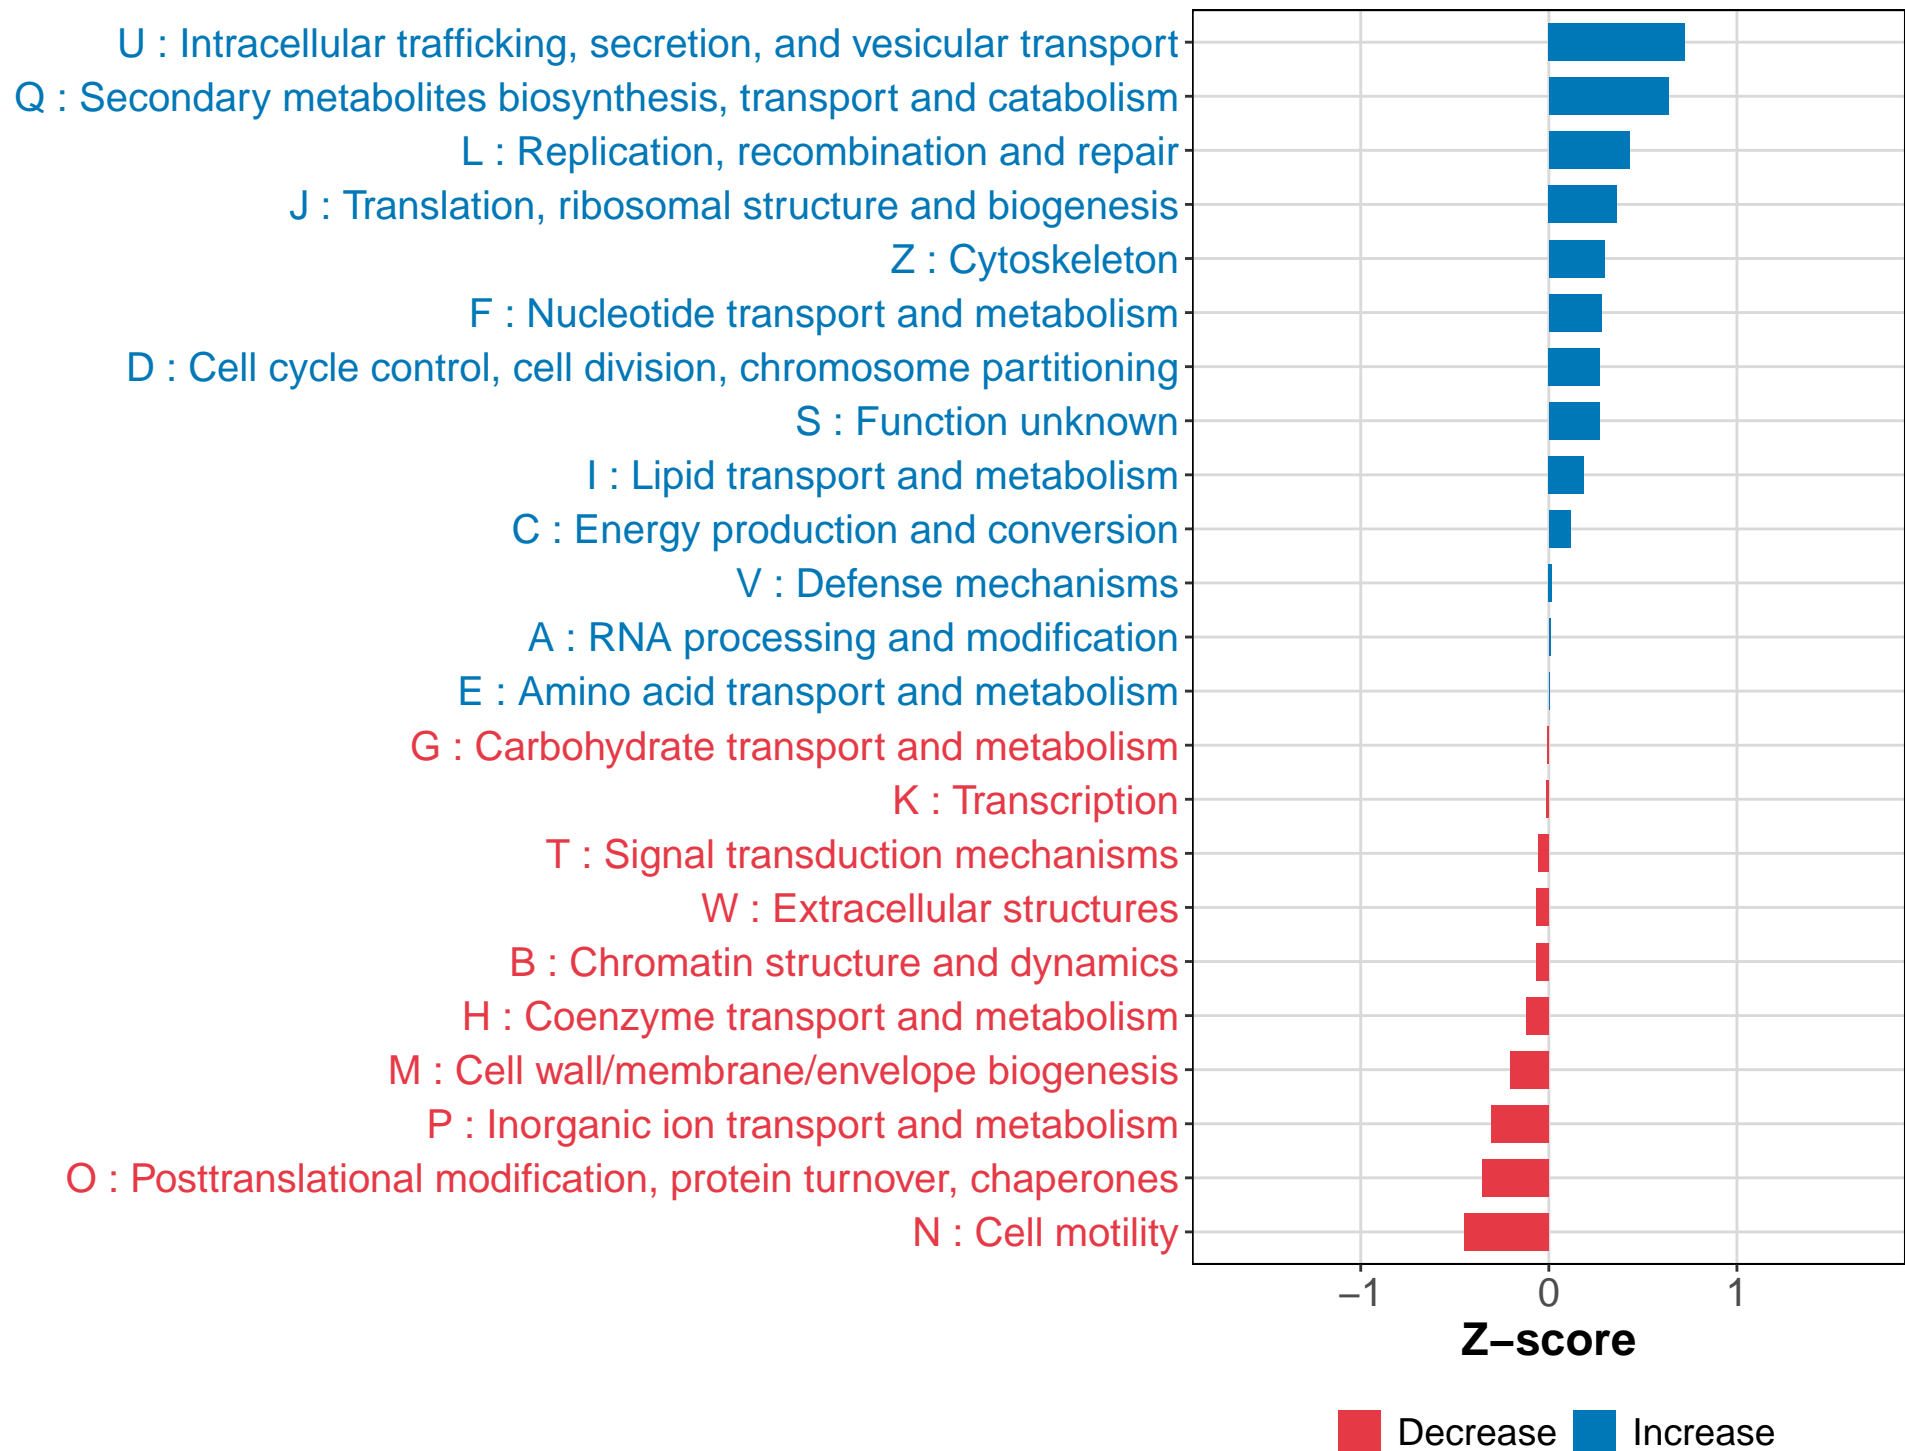 U : Intracellular trafficking, secretion, and vesicular transport
Q : Secondary metabolites biosynthesis, transport and catabolism
L : Replication, recombination and repair
J : Translation, ribosomal structure and biogenesis
Z : Cytoskeleton
F : Nucleotide transport and metabolism
D : Cell cycle control, cell division, chromosome partitioning
S : Function unknown
I : Lipid transport and metabolism
C : Energy production and conversion
V : Defense mechanisms
A : RNA processing and modification
E : Amino acid transport and metabolism
G : Carbohydrate transport and metabolism
K : Transcription
T : Signal transduction mechanisms
W : Extracellular structures
B : Chromatin structure and dynamics
H : Coenzyme transport and metabolism
M : Cell wall/membrane/envelope biogenesis
P : Inorganic ion transport and metabolism
O : Posttranslational modification, protein turnover, chaperones
N : Cell motility
−1 0 1
Z−score
Decrease Increase